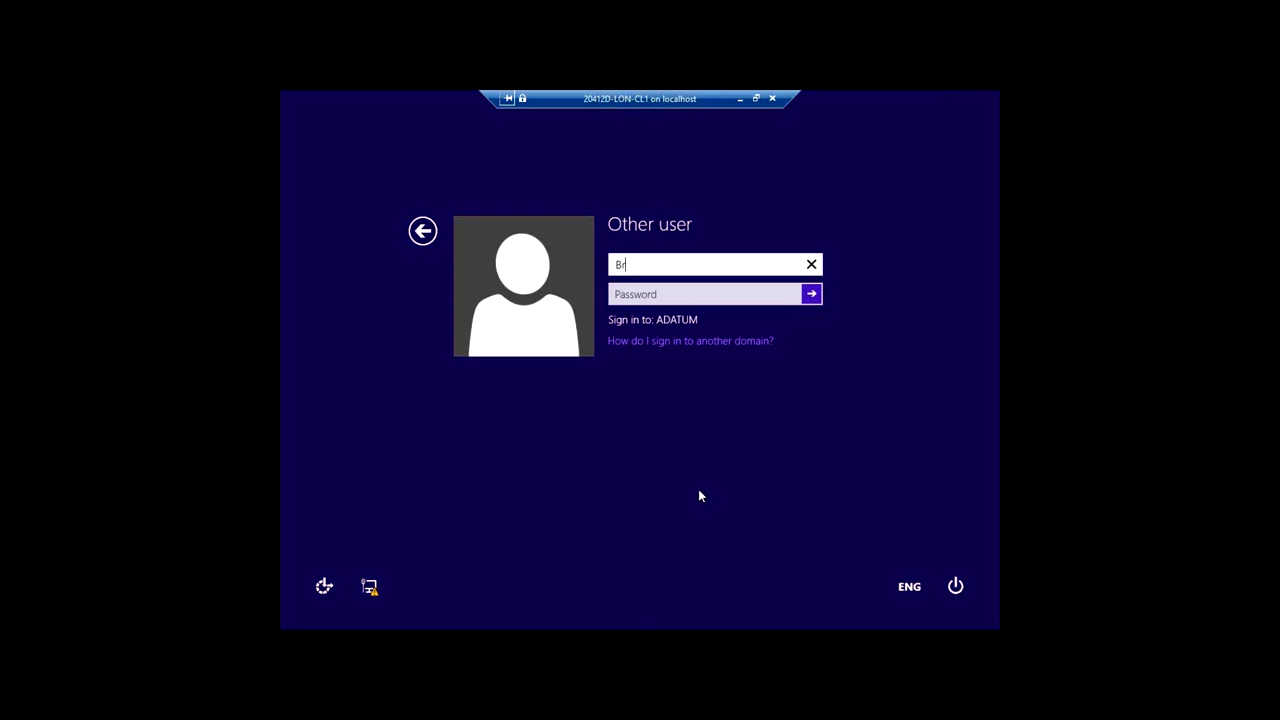 20412D-LON-CL1 on localhost
Other user
Br
Password
Sign in to: ADATUM
How do I sign in to another domain?
ENG